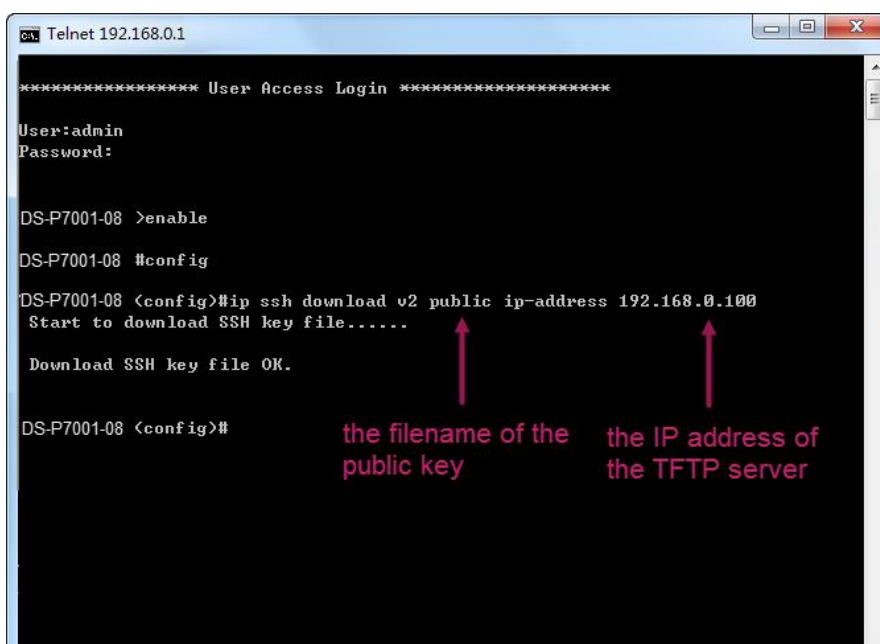 Telnet 192.168.0.1
***************** User Access Login ********************
User:admin
Password:
DS-P7001-08 >enable
DS-P7001-08 #config
DS-P7001-08 (config)#ip ssh download v2 public ip-address 192.168.0.100
Start to download SSH key file......
Download SSH key file OK.
DS-P7001-08 (config)#
the filename of the
public key
the IP address of
the TFTP server